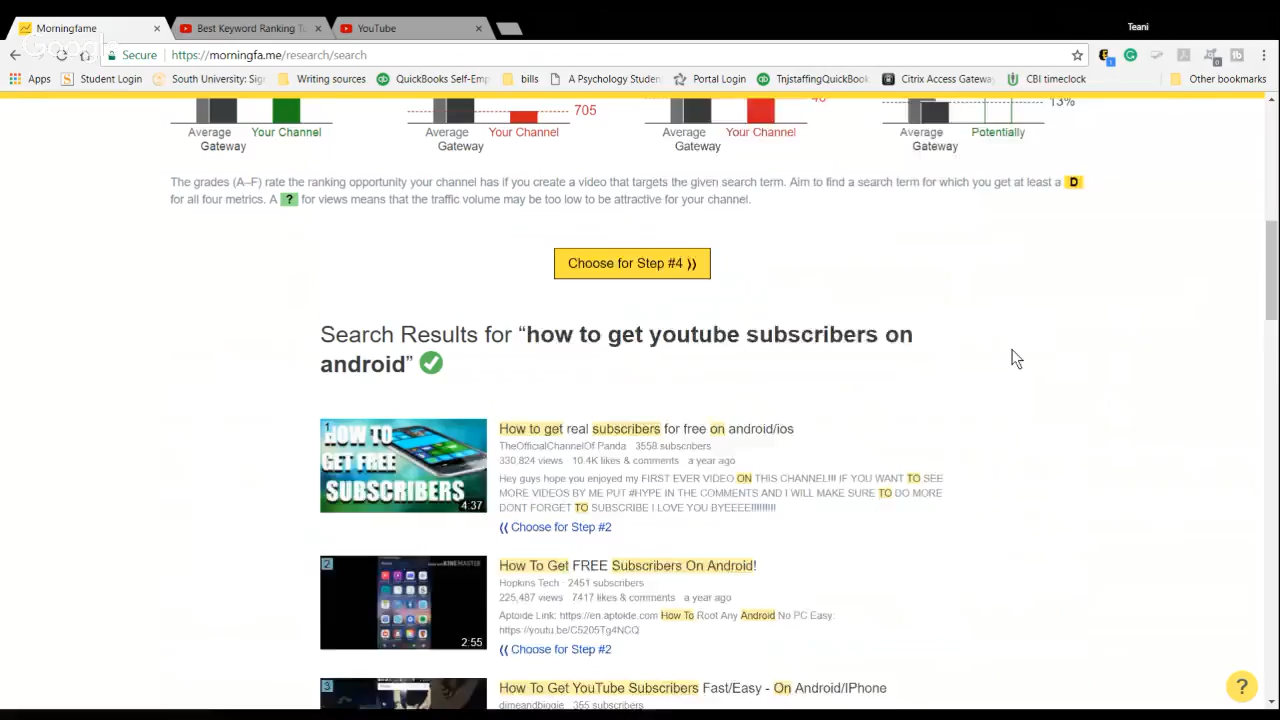 Teani
Morningfame
Best Keyword Ranking T
YouTube
Google
Secure
https://morningfa.me/research/search
Apps
Student Login
South University: Sig
Writing sources
QuickBooks Self-Emp
bills
A Psychology Studen
Portal Login
TnjstaffingQuickBook
Citrix Access Gateway
CBI timeclock
Other bookmarks
705
13%
Average
Gateway
Your Channel
Average
Gateway
Your Channel
Average
Gateway
Your Channel
Average
Gateway
Potentially
The grades (A–F) rate the ranking opportunity your channel has if you create a video that targets the given search term. Aim to find a search term for which you get at least a D
for all four metrics. A ? for views means that the traffic volume may be too low to be attractive for your channel.
Choose for Step #4 ⟩⟩
Search Results for “how to get youtube subscribers on
android”
1
HOW TO
GET FREE
SUBSCRIBERS
4:37
How to get real subscribers for free on android/ios
TheOfficialChannelOf Panda 3558 subscribers
330,824 views 10.4K likes & comments a year ago
Hey guys hope you enjoyed my FIRST EVER VIDEO ON THIS CHANNEL!!! IF YOU WANT TO SEE
MORE VIDEOS BY ME PUT #HYPE IN THE COMMENTS AND I WILL MAKE SURE TO DO MORE
DONT FORGET TO SUBSCRIBE I LOVE YOU BYEEEE!!!!!!!!!
⟨⟨ Choose for Step #2
2
KINEMASTER
2:55
How To Get FREE Subscribers On Android!
Hopkins Tech · 2451 subscribers
225,487 views 7417 likes & comments a year ago
Aptoide Link: https://en.aptoide.com How To Root Any Android No PC Easy:
https://youtu.be/C5205Tg4NCQ
⟨⟨ Choose for Step #2
3
How To Get YouTube Subscribers Fast/Easy - On Android/IPhone
dimeandbiggie · 365 subscribers
?